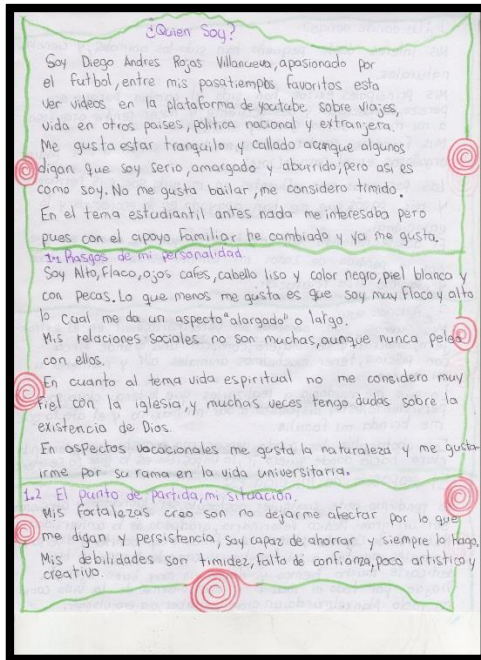 ¿Quien Soy?
Soy Diego Andres Rojas Villanueva, apasionado por
el futbol, entre mis pasatiempos favoritos esta
ver videos en la plataforma de youtube sobre viajes,
vida en otros paises, politica nacional y extranjera.
Me gusta estar tranquilo y callado aunque algunos
digan que soy serio, amargado y aburrido; pero asi es
como soy. No me gusta bailar, me considero timido.
En el tema estudiantil antes nada me interesaba pero
pues con el apoyo familiar he cambiado y ya me gusta.
1.1 Rasgos de mi personalidad.
Soy Alto, Flaco, ojos cafes, cabello liso y color negro, piel blanca y
con pecas. Lo que menos me gusta es que soy muy Flaco y alto
lo cual me da un aspecto "alargado" o largo.
Mis relaciones sociales no son muchas, aunque nunca peleo
con ellos.
En cuanto al tema vida espiritual no me considero muy
fiel con la iglesia, y muchas veces tengo dudas sobre la
existencia de Dios.
En aspectos vocacionales me gusta la naturaleza y me gusta
irme por su rama en la vida universitaria.
1.2 El punto de partida, mi situación.
Mis fortalezas creo son no dejarme afectar por lo que
me digan y persistencia, soy capaz de ahorrar y siempre lo hago.
Mis debilidades son timidez, falta de confianza, poco artistico y
creativo.